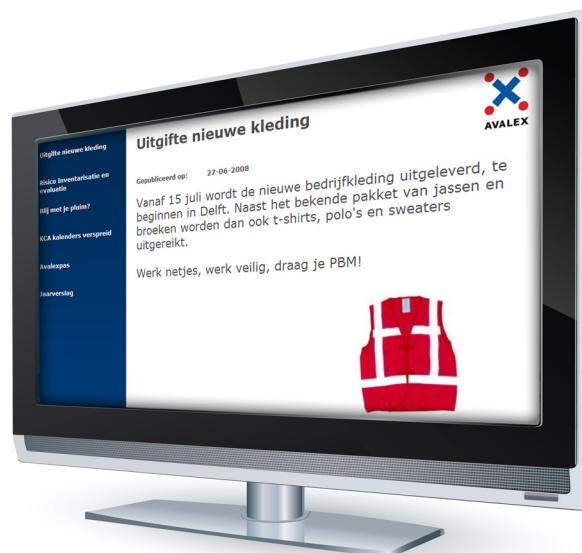 Uitgifte nieuwe kleding
Risico Inventarisatie en
evaluatie
Blij met je pluim?
KCA kalenders verspreid
Avalexpas
Jaarverslag
Uitgifte nieuwe kleding
Gepubliceerd op: 27-06-2008
Vanaf 15 juli wordt de nieuwe bedrijfkleding uitgeleverd, te
beginnen in Delft. Naast het bekende pakket van jassen en
broeken worden dan ook t-shirts, polo's en sweaters
uitgereikt.
Werk netjes, werk veilig, draag je PBM!
AVALEX